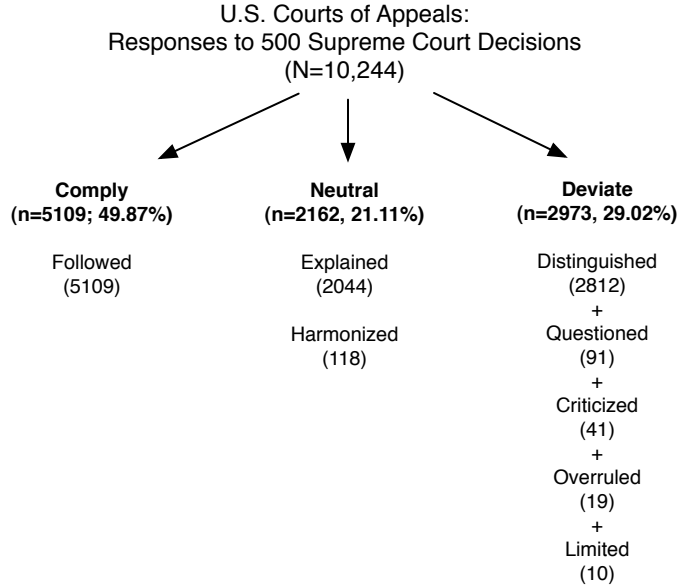 U.S. Courts of Appeals:
Responses to 500 Supreme Court Decisions
(N=10,244)
Comply
(n=5109; 49.87%)
Followed
(5109)
Neutral
(n=2162, 21.11%)
Explained
(2044)
Harmonized
(118)
Deviate
(n=2973, 29.02%)
Distinguished
(2812)
+
Questioned
(91)
+
Criticized
(41)
+
Overruled
(19)
+
Limited
(10)